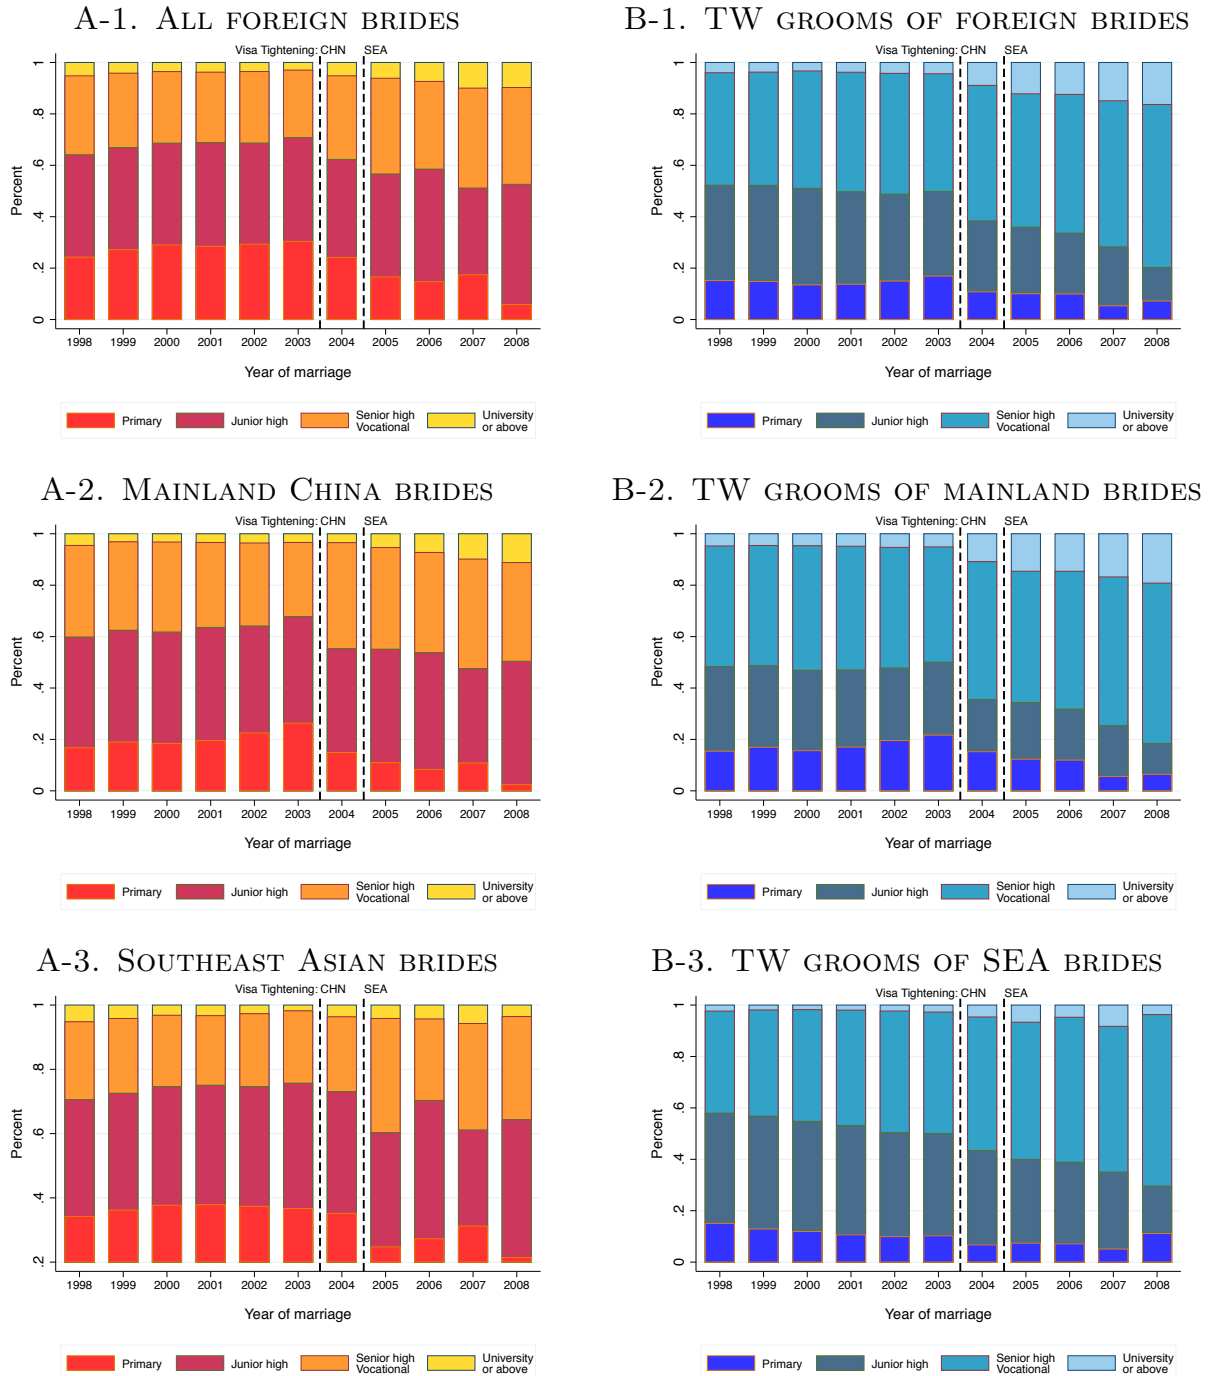 A-1. All foreign brides
Visa Tightening: CHN SEA
Percent
1
.8
.6
.4
.2
0
1998 1999 2000 2001 2002 2003 2004 2005 2006 2007 2008
Year of marriage
Primary Junior high Senior high Vocational University or above
B-1. TW grooms of foreign brides
Visa Tightening: CHN SEA
Percent
1
.8
.6
.4
.2
0
1998 1999 2000 2001 2002 2003 2004 2005 2006 2007 2008
Year of marriage
Primary Junior high Senior high Vocational University or above
A-2. Mainland China brides
Visa Tightening: CHN SEA
Percent
1
.8
.6
.4
.2
0
1998 1999 2000 2001 2002 2003 2004 2005 2006 2007 2008
Year of marriage
Primary Junior high Senior high Vocational University or above
B-2. TW grooms of mainland brides
Visa Tightening: CHN SEA
Percent
1
.8
.6
.4
.2
0
1998 1999 2000 2001 2002 2003 2004 2005 2006 2007 2008
Year of marriage
Primary Junior high Senior high Vocational University or above
A-3. Southeast Asian brides
Visa Tightening: CHN SEA
Percent
1
.8
.6
.4
.2
1998 1999 2000 2001 2002 2003 2004 2005 2006 2007 2008
Year of marriage
Primary Junior high Senior high Vocational University or above
B-3. TW grooms of SEA brides
Visa Tightening: CHN SEA
Percent
1
.8
.6
.4
.2
0
1998 1999 2000 2001 2002 2003 2004 2005 2006 2007 2008
Year of marriage
Primary Junior high Senior high Vocational University or above